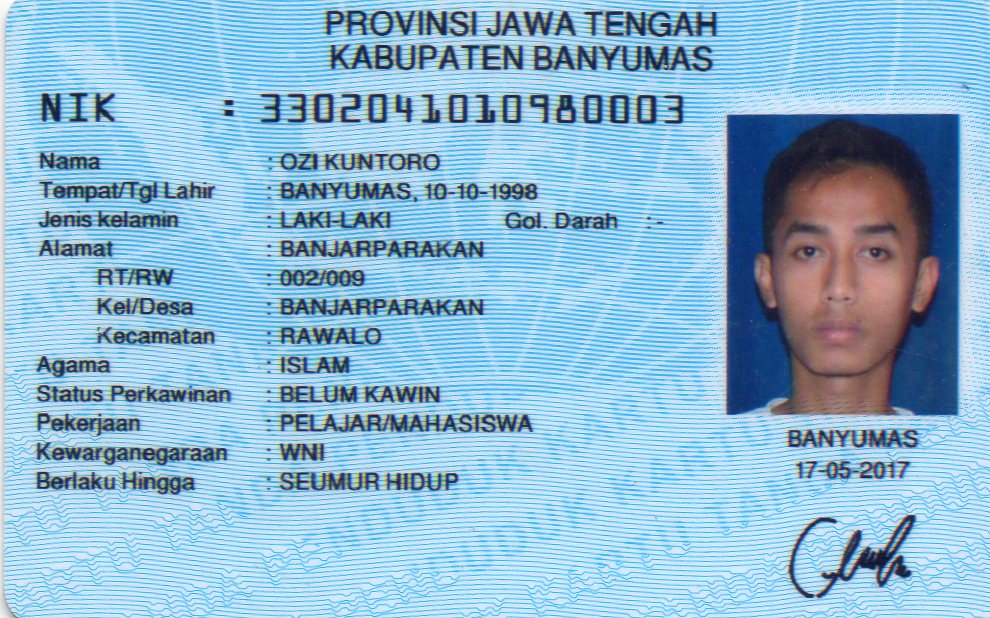 PROVINSI JAWA TENGAH
KABUPATEN BANYUMAS
NIK : 3302041010980003
Nama : OZI KUNTORO
Tempat/Tgl Lahir : BANYUMAS, 10-10-1998
Jenis kelamin : LAKI-LAKI Gol. Darah : -
Alamat : BANJARPARAKAN
RT/RW : 002/009
Kel/Desa : BANJARPARAKAN
Kecamatan : RAWALO
Agama : ISLAM
Status Perkawinan : BELUM KAWIN
Pekerjaan : PELAJAR/MAHASISWA
Kewarganegaraan : WNI
Berlaku Hingga : SEUMUR HIDUP
BANYUMAS
17-05-2017